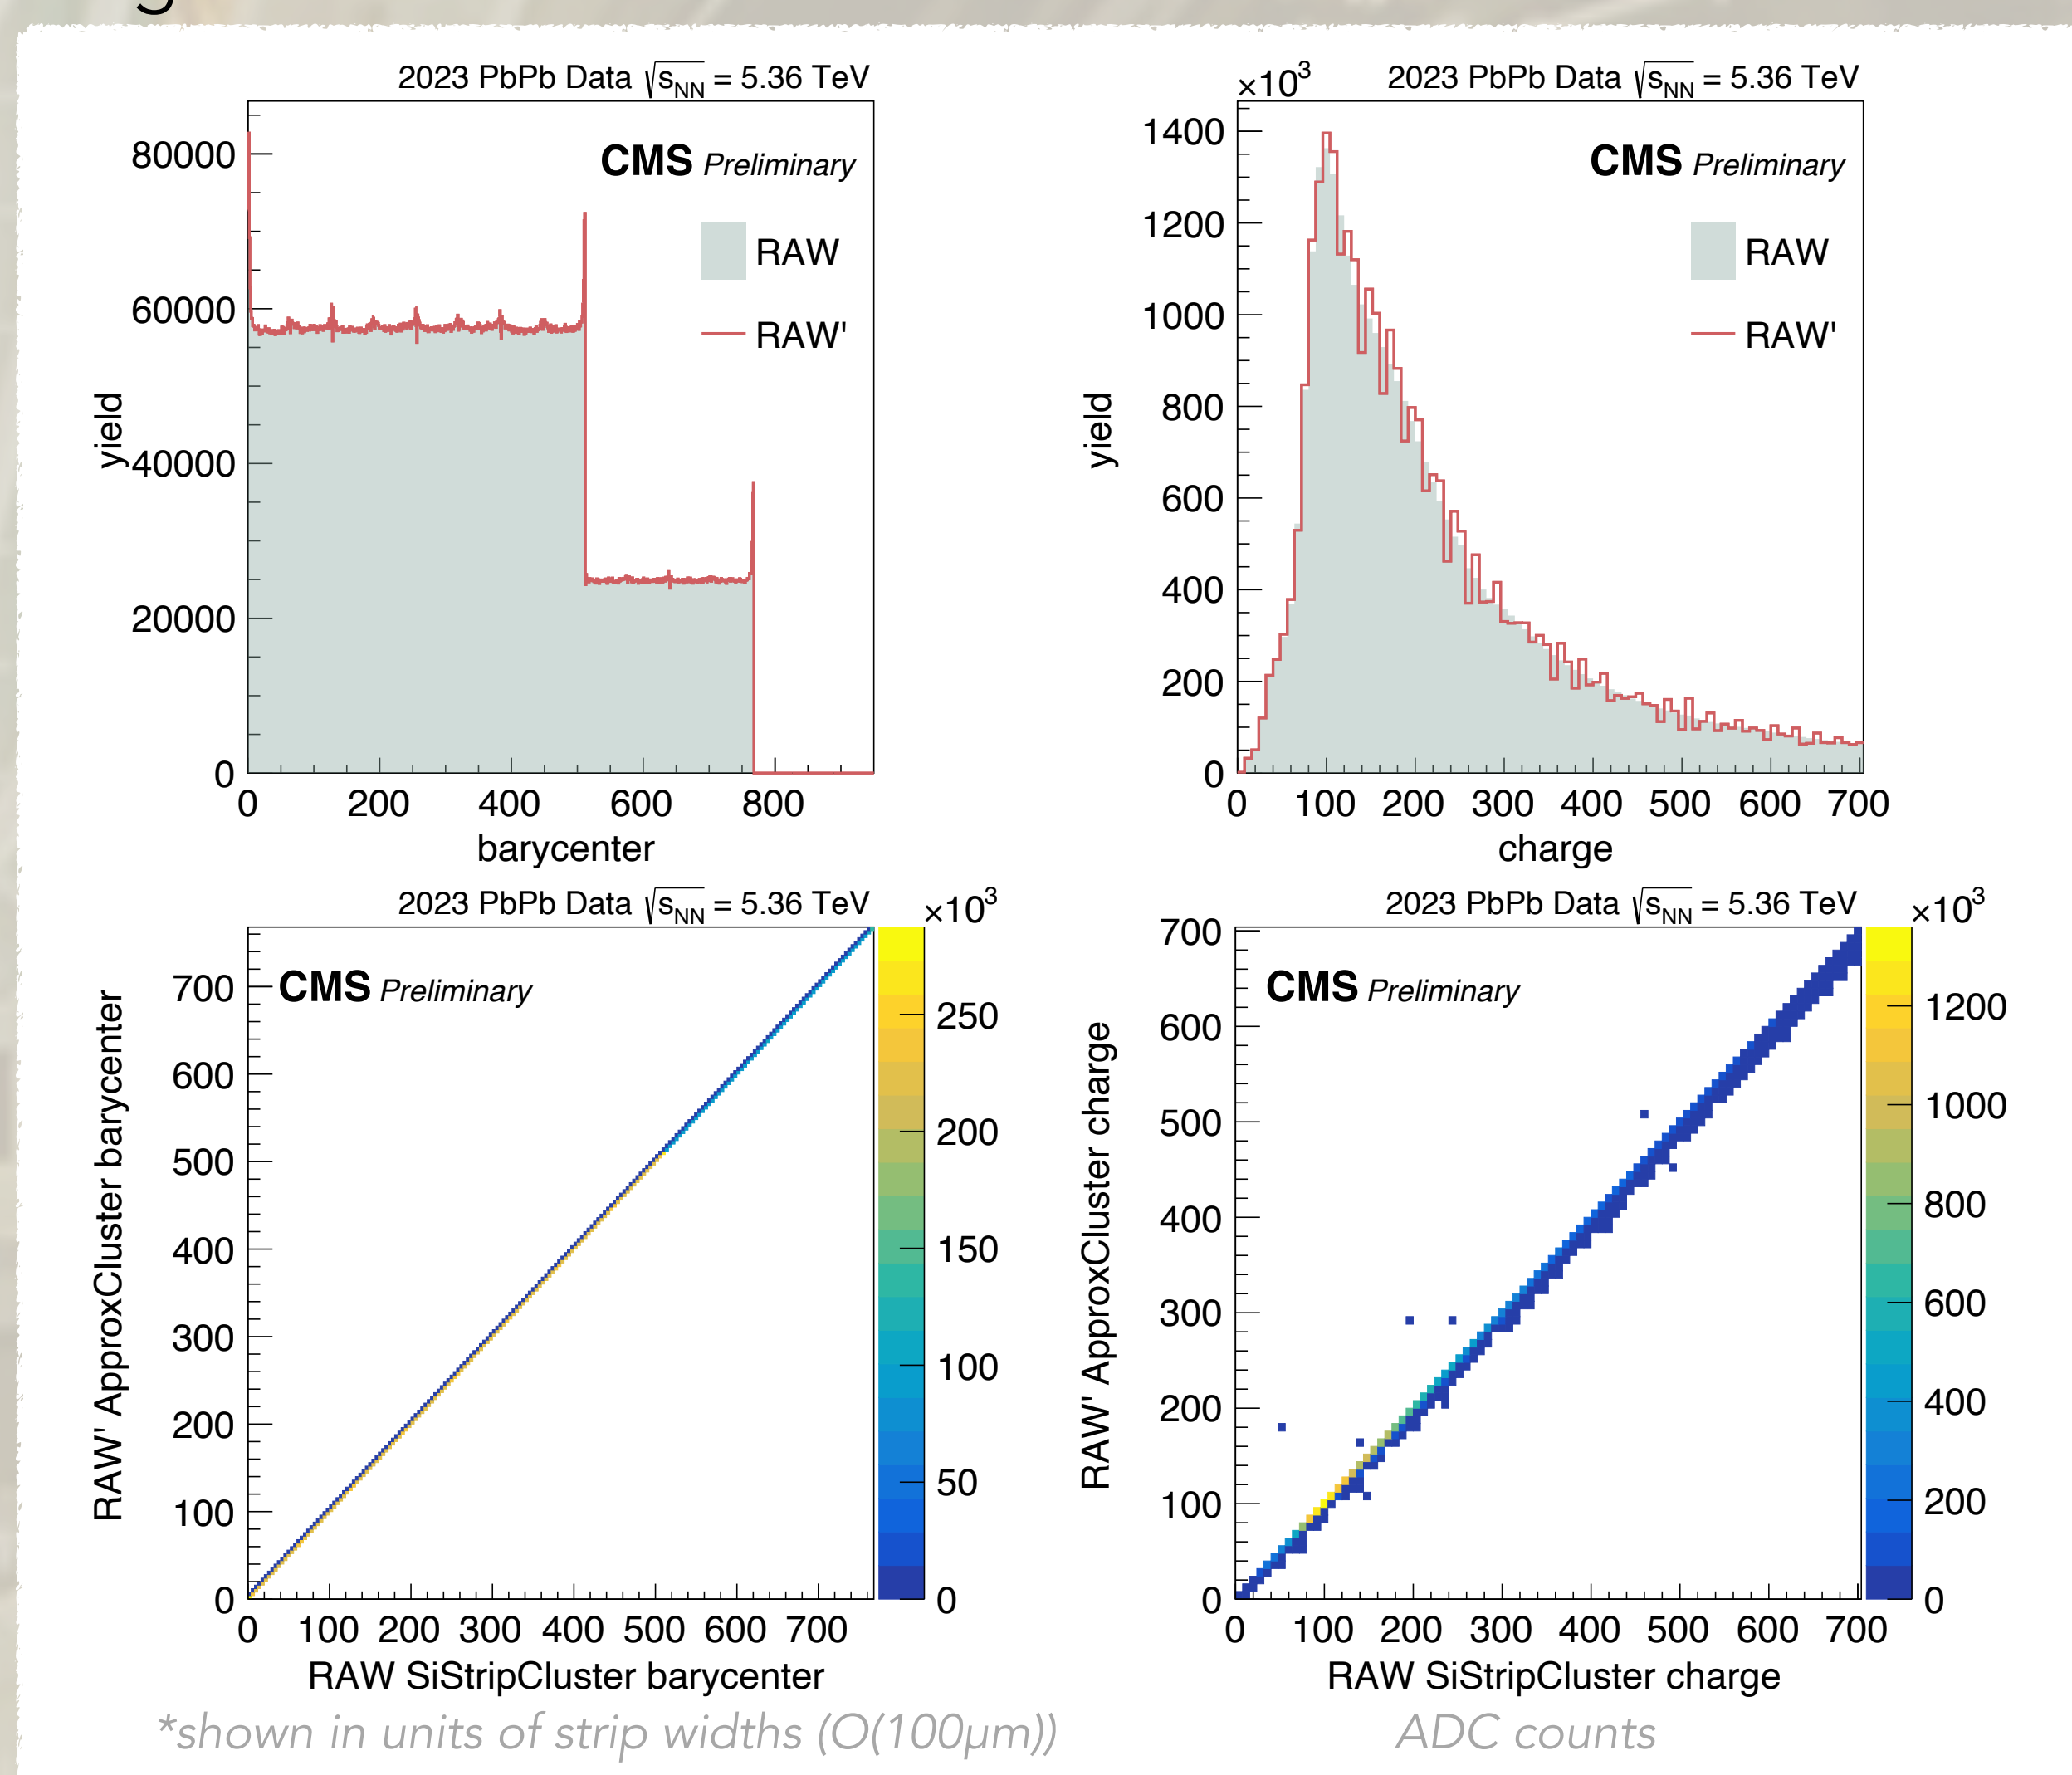 2023 PbPb Data √sNN = 5.36 TeV
CMS Preliminary
RAW
RAW'
80000
60000
40000
20000
0
yield
0 200 400 600 800
barycenter
×10³ 2023 PbPb Data √sNN = 5.36 TeV
CMS Preliminary
RAW
RAW'
1400
1200
1000
800
600
400
200
0
yield
0 100 200 300 400 500 600 700
charge
2023 PbPb Data √sNN = 5.36 TeV ×10³
CMS Preliminary
700
600
500
400
300
200
100
0
RAW' ApproxCluster barycenter
250
200
150
100
50
0
0 100 200 300 400 500 600 700
RAW SiStripCluster barycenter
*shown in units of strip widths (O(100μm))
2023 PbPb Data √sNN = 5.36 TeV ×10³
CMS Preliminary
700
600
500
400
300
200
100
0
RAW' ApproxCluster charge
1200
1000
800
600
400
200
0
0 100 200 300 400 500 600 700
RAW SiStripCluster charge
ADC counts